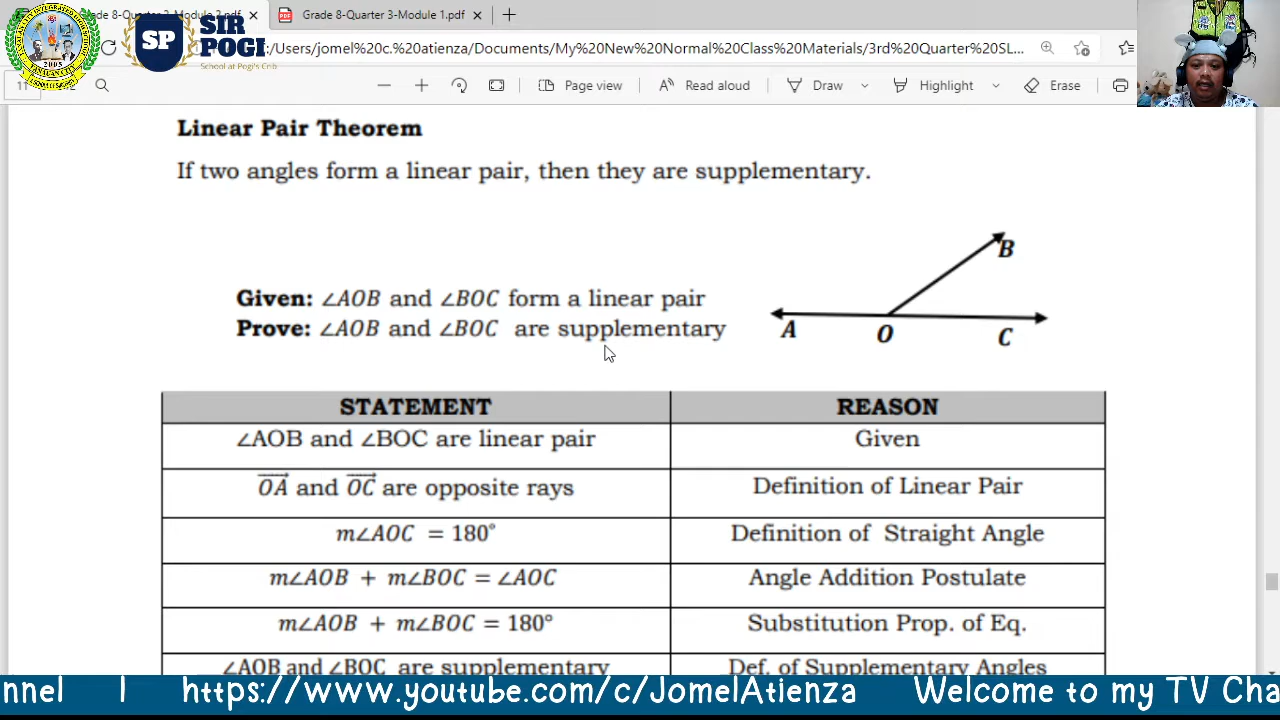 Grade 8-Quarter 3-Module 2.pdf
Grade 8-Quarter 3-Module 1.pdf
2003
SP
SIR POGI
School at Pogi's Crib
:/Users/jomel%20c.%20atienza/Documents/My%20New%20Normal%20Class%20Materials/3rd%20Quarter%20SL...
11
Page view
Read aloud
Draw
Highlight
Erase
Linear Pair Theorem
If two angles form a linear pair, then they are supplementary.
Given: ∠AOB and ∠BOC form a linear pair
Prove: ∠AOB and ∠BOC are supplementary
B
A
O
C
STATEMENT REASON
∠AOB and ∠BOC are linear pair Given
$\overrightarrow{OA}$ and $\overrightarrow{OC}$ are opposite rays Definition of Linear Pair
m∠AOC = 180° Definition of Straight Angle
m∠AOB + m∠BOC = ∠AOC Angle Addition Postulate
m∠AOB + m∠BOC = 180° Substitution Prop. of Eq.
∠AOB and ∠BOC are supplementary Def. of Supplementary Angles
nnel | https://www.youtube.com/c/JomelAtienza Welcome to my TV Cha